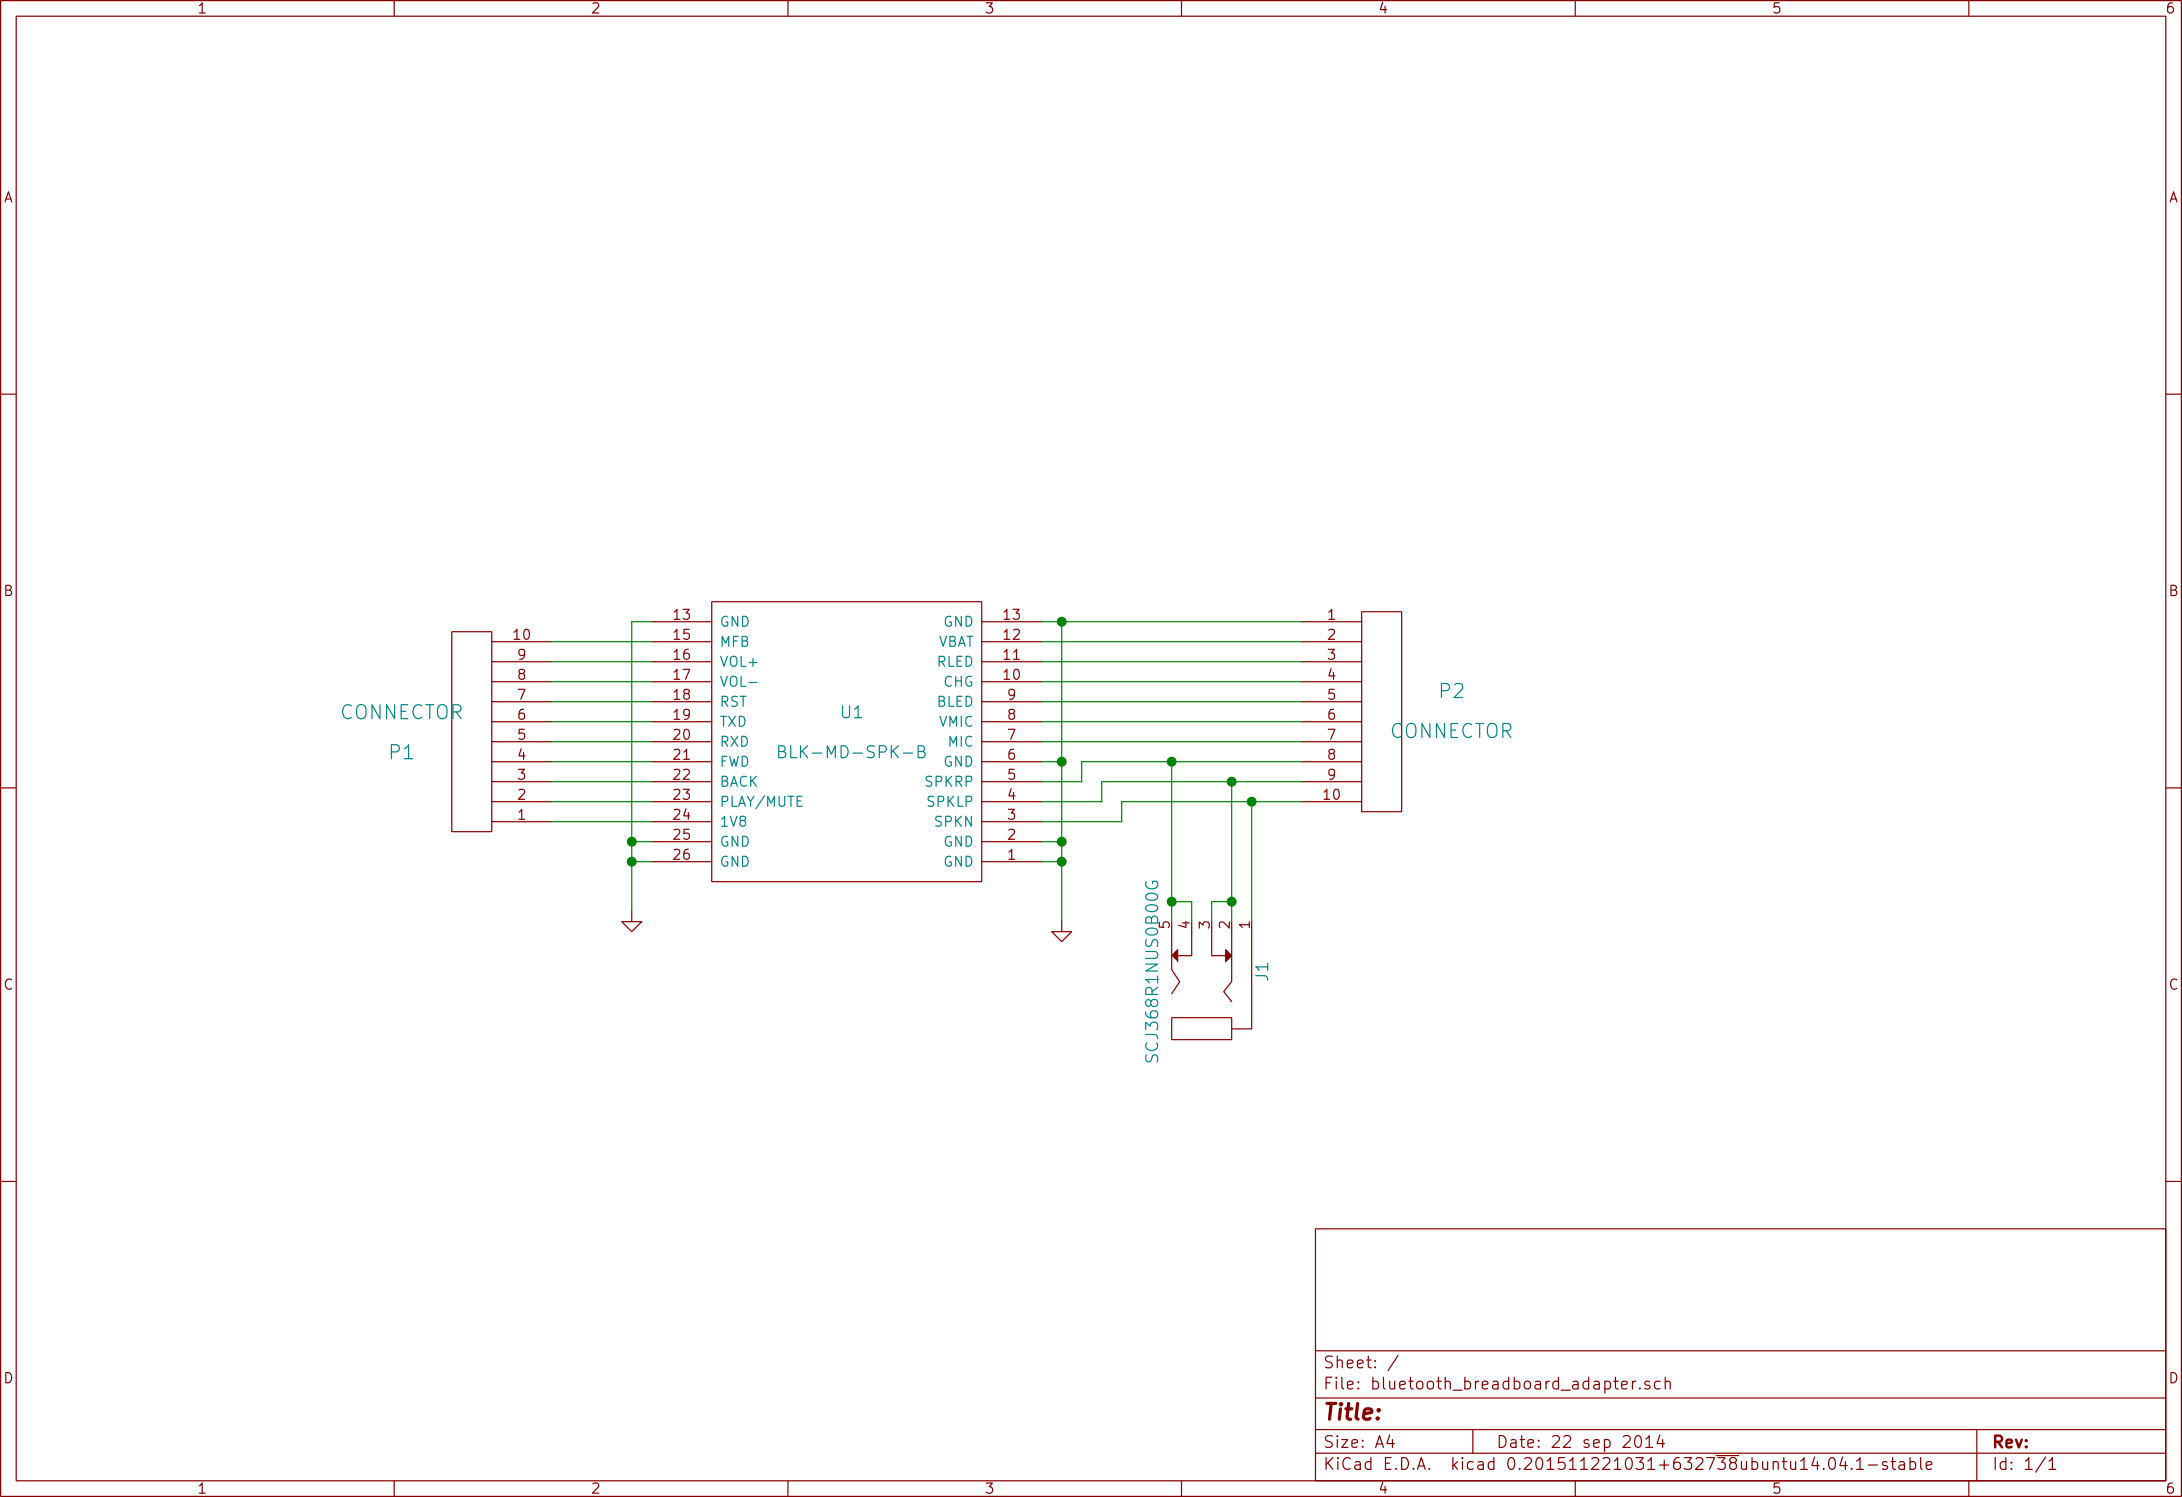 1 2 3 4 5 6
A A
B B
C C
D D
CONNECTOR
P1
10
9
8
7
6
5
4
3
2
1
13 GND
15 MFB
16 VOL+
17 VOL-
18 RST
19 TXD
20 RXD
21 FWD
22 BACK
23 PLAY/MUTE
24 1V8
25 GND
26 GND
U1
BLK-MD-SPK-B
GND 13
VBAT 12
RLED 11
CHG 10
BLED 9
VMIC 8
MIC 7
GND 6
SPKRP 5
SPKLP 4
SPKN 3
GND 2
GND 1
1
2
3
4
5
6
7
8
9
10
P2
CONNECTOR
SCJ368R1NUS0B00G
5 4 3 2 1
J1
Sheet: /
File: bluetooth_breadboard_adapter.sch
Title:
Size: A4 Date: 22 sep 2014 Rev:
KiCad E.D.A. kicad 0.201511221031+632738ubuntu14.04.1-stable Id: 1/1
1 2 3 4 5 6